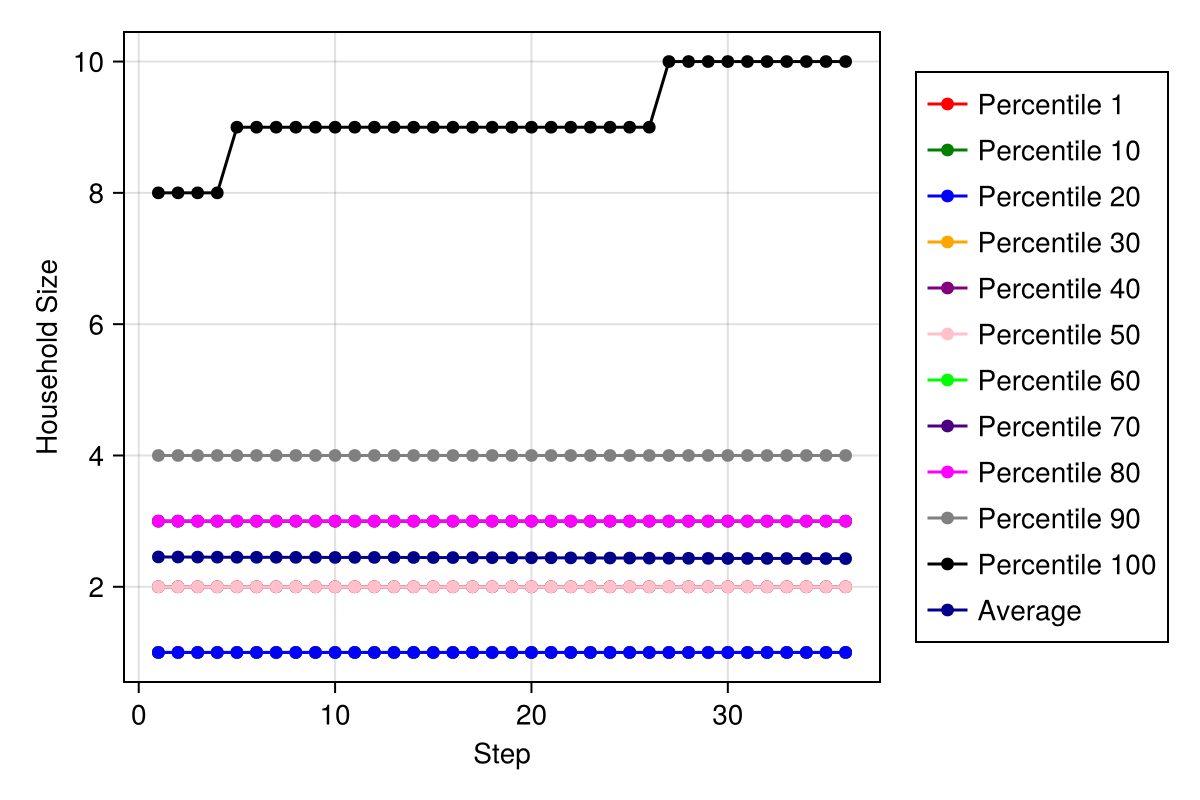 10
8
6
4
2
Household Size
0 10 20 30
Step
Percentile 1
Percentile 10
Percentile 20
Percentile 30
Percentile 40
Percentile 50
Percentile 60
Percentile 70
Percentile 80
Percentile 90
Percentile 100
Average